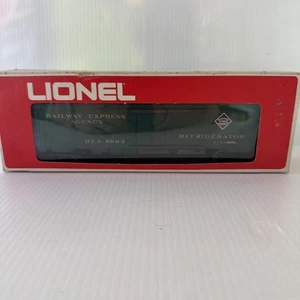 LIONEL
RAILWAY EXPRESS
AGENCY
REFRIGERATOR